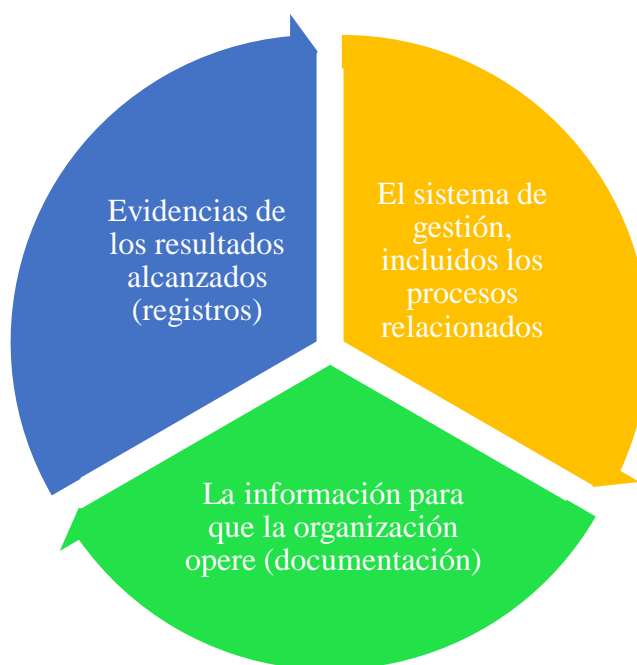 Evidencias de
los resultados
alcanzados
(registros)
El sistema de
gestión,
incluidos los
procesos
relacionados
La información para
que la organización
opere (documentación)